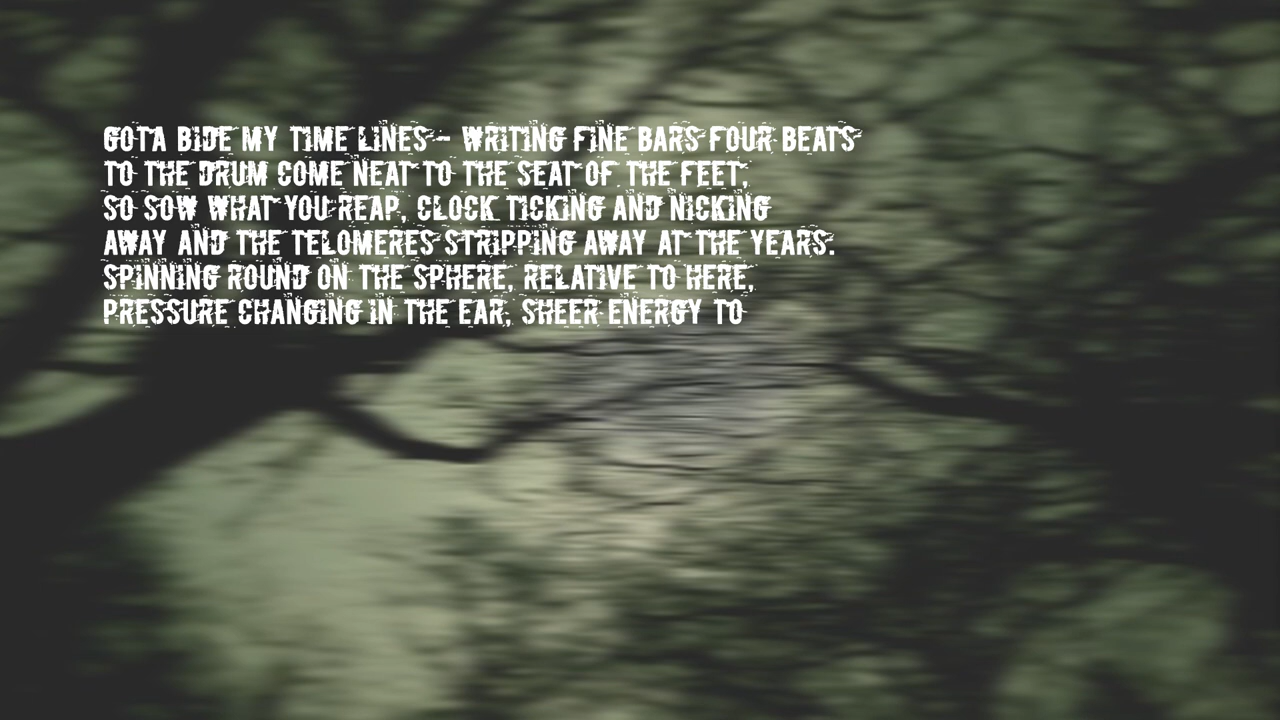 GOTA BIDE MY TIME LINES - WRITING FINE BARS FOUR BEATS
TO THE DRUM COME NEAT TO THE SEAT OF THE FEET,
SO SOW WHAT YOU REAP, CLOCK TICKING AND NICKING
AWAY AND THE TELOMERES STRIPPING AWAY AT THE YEARS.
SPINNING ROUND ON THE SPHERE, RELATIVE TO HERE,
PRESSURE CHANGING IN THE EAR, SHEER ENERGY TO